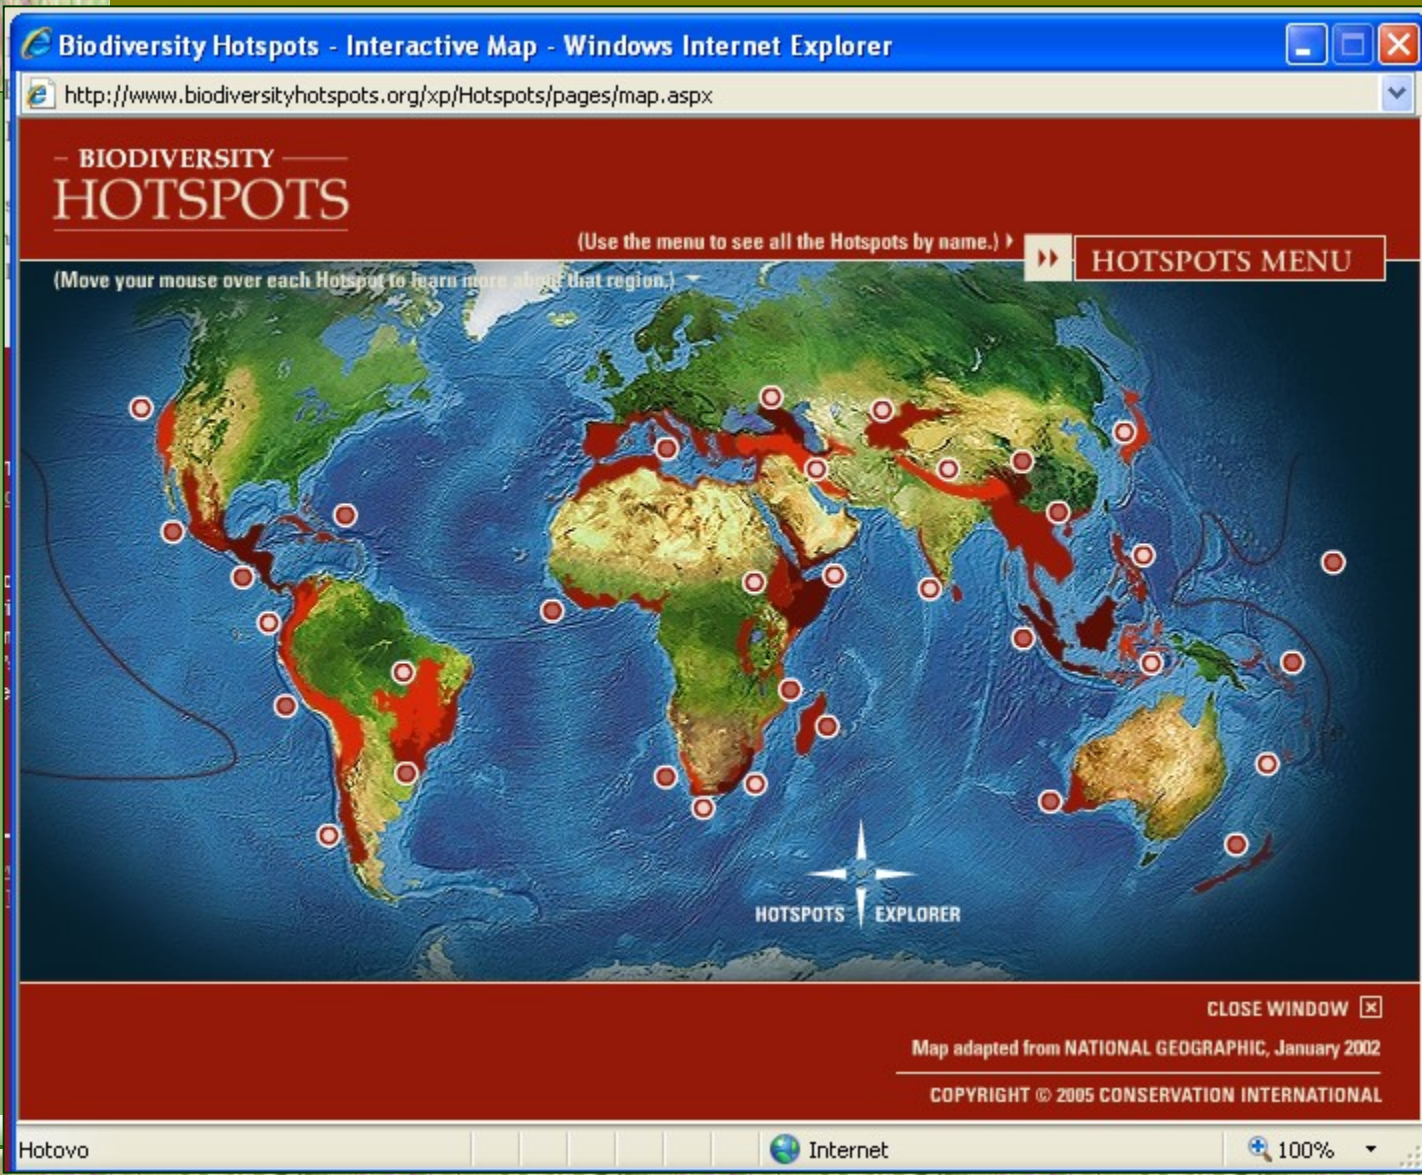 Biodiversity Hotspots - Interactive Map - Windows Internet Explorer
http://www.biodiversityhotspots.org/xp/Hotspots/pages/map.aspx
BIODIVERSITY
HOTSPOTS
(Use the menu to see all the Hotspots by name.)
HOTSPOTS MENU
(Move your mouse over each Hotspot to learn more about that region.)
HOTSPOTS EXPLORER
CLOSE WINDOW
Map adapted from NATIONAL GEOGRAPHIC, January 2002
COPYRIGHT © 2005 CONSERVATION INTERNATIONAL
Hotovo
Internet
100%